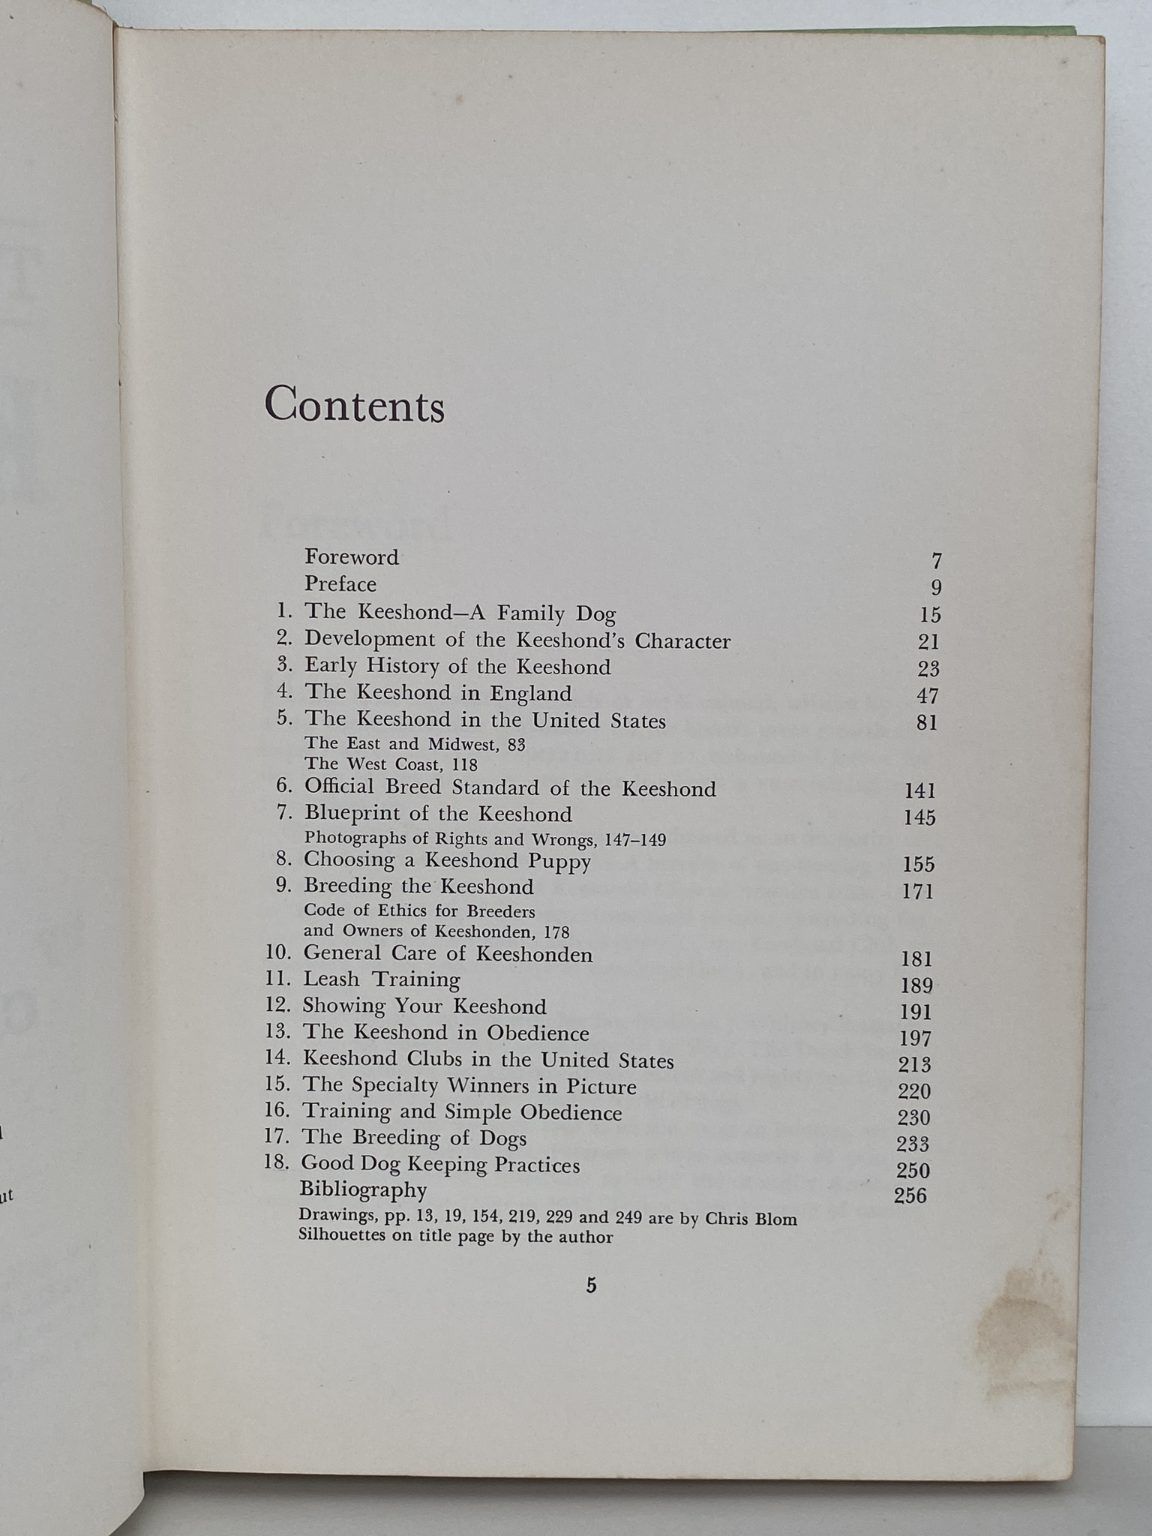 Contents
Foreword 7
Preface 9
1. The Keeshond—A Family Dog 15
2. Development of the Keeshond's Character 21
3. Early History of the Keeshond 23
4. The Keeshond in England 47
5. The Keeshond in the United States 81
The East and Midwest, 83
The West Coast, 118
6. Official Breed Standard of the Keeshond 141
7. Blueprint of the Keeshond 145
Photographs of Rights and Wrongs, 147–149
8. Choosing a Keeshond Puppy 155
9. Breeding the Keeshond 171
Code of Ethics for Breeders
and Owners of Keeshonden, 178
10. General Care of Keeshonden 181
11. Leash Training 189
12. Showing Your Keeshond 191
13. The Keeshond in Obedience 197
14. Keeshond Clubs in the United States 213
15. The Specialty Winners in Picture 220
16. Training and Simple Obedience 230
17. The Breeding of Dogs 233
18. Good Dog Keeping Practices 250
Bibliography 256
Drawings, pp. 13, 19, 154, 219, 229 and 249 are by Chris Blom
Silhouettes on title page by the author
5